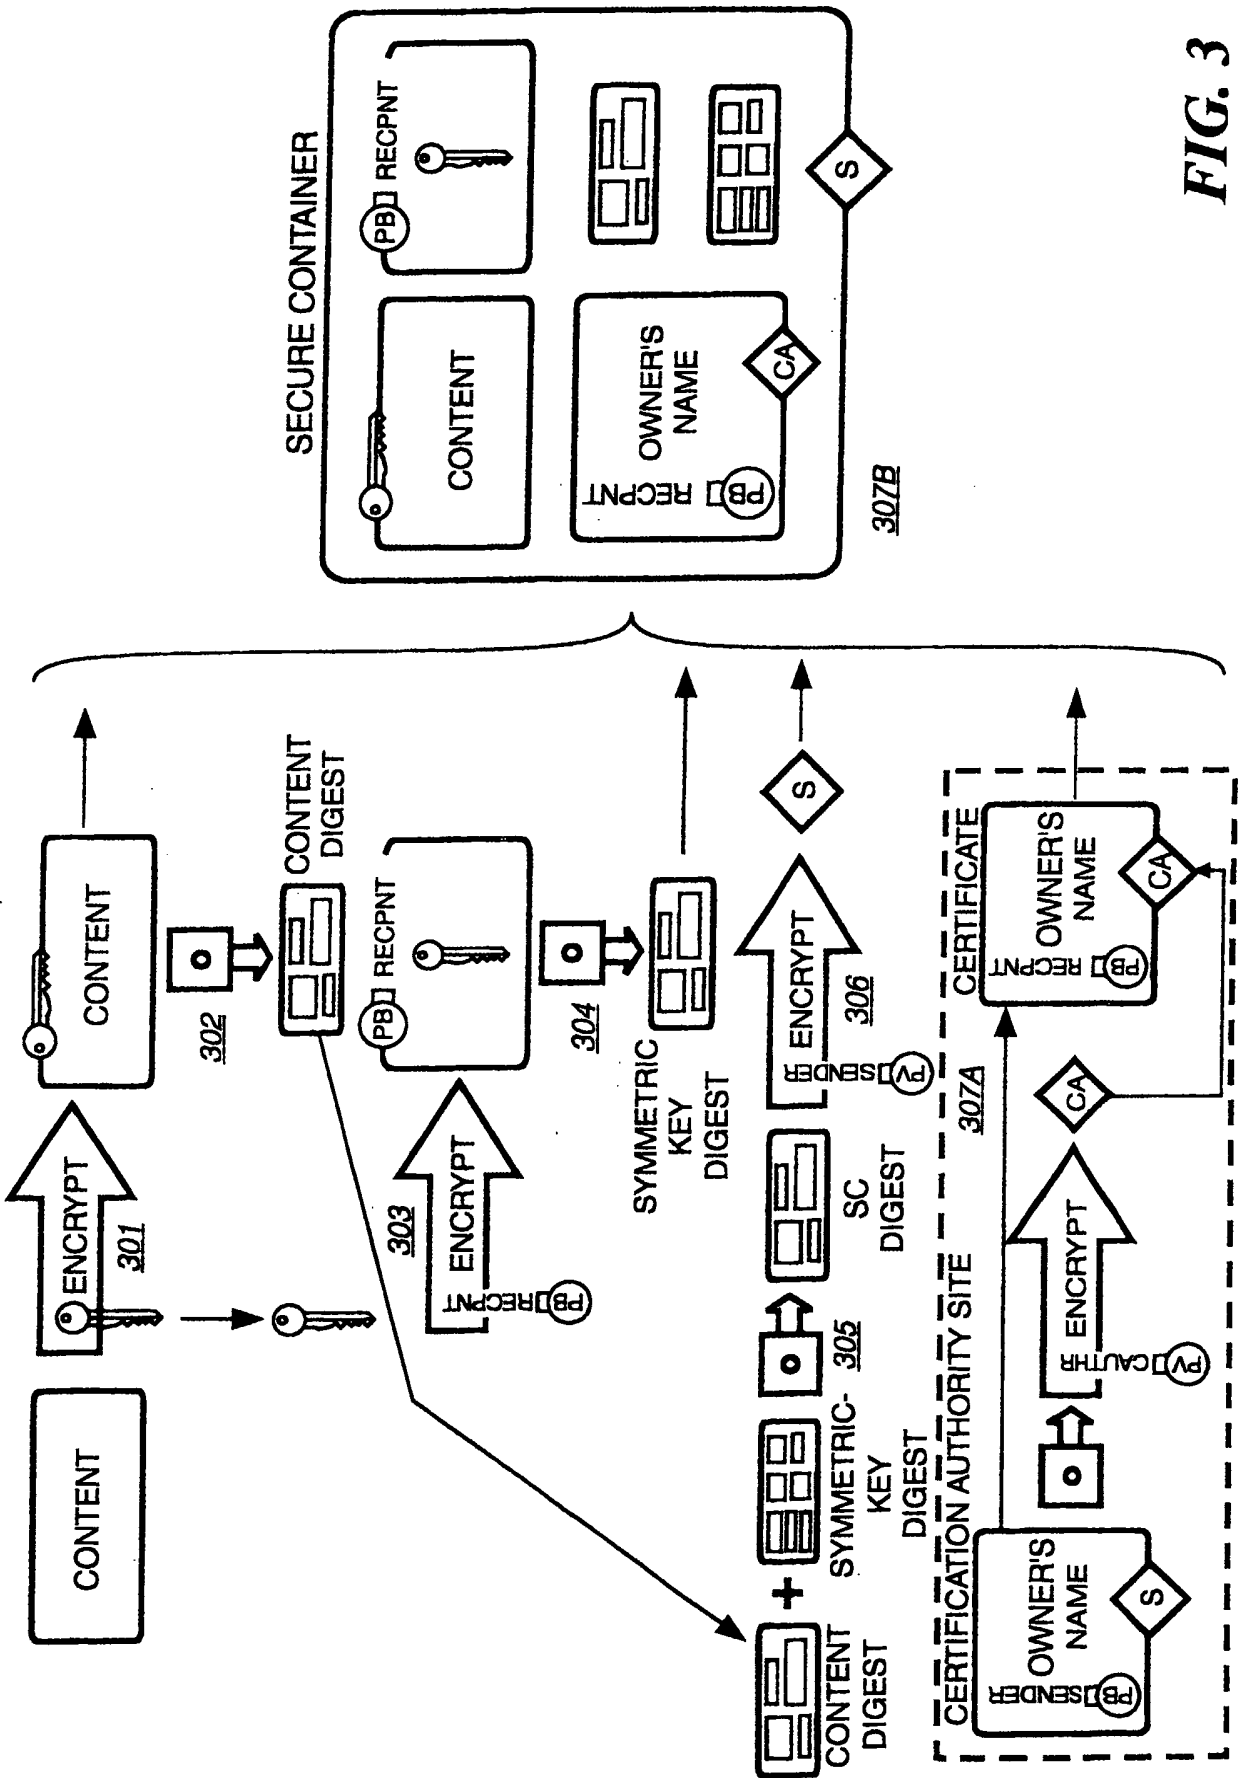 CONTENT
ENCRYPT
301
CONTENT
302
CONTENT
DIGEST
303
ENCRYPT
PB RECPNT
PB RECPNT
304
SYMMETRIC
KEY
DIGEST
CONTENT
DIGEST
+
SYMMETRIC-
KEY
DIGEST
305
SC
DIGEST
ENCRYPT
PV SENDER
306
S
CERTIFICATION AUTHORITY SITE
PB SENDER
OWNER'S
NAME
S
ENCRYPT
PV CAUTHR
CA
307A
CERTIFICATE
PB RECPNT
OWNER'S
NAME
CA
SECURE CONTAINER
CONTENT
PB RECPNT
PB RECPNT
OWNER'S
NAME
CA
S
307B
FIG. 3